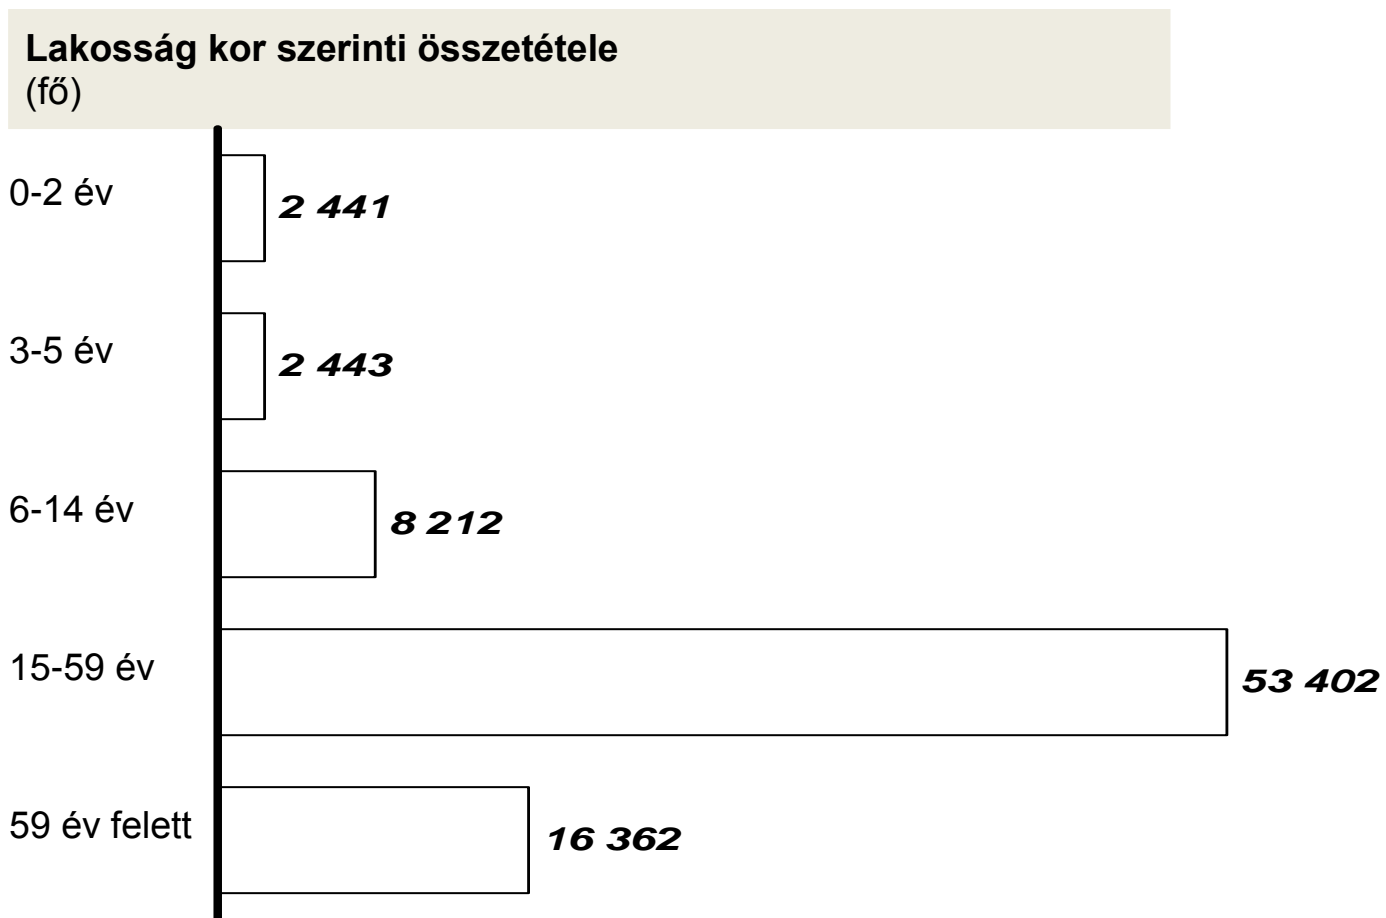 Lakosság kor szerinti összetétele
(fő)
0-2 év
2 441
3-5 év
2 443
6-14 év
8 212
15-59 év
53 402
59 év felett
16 362